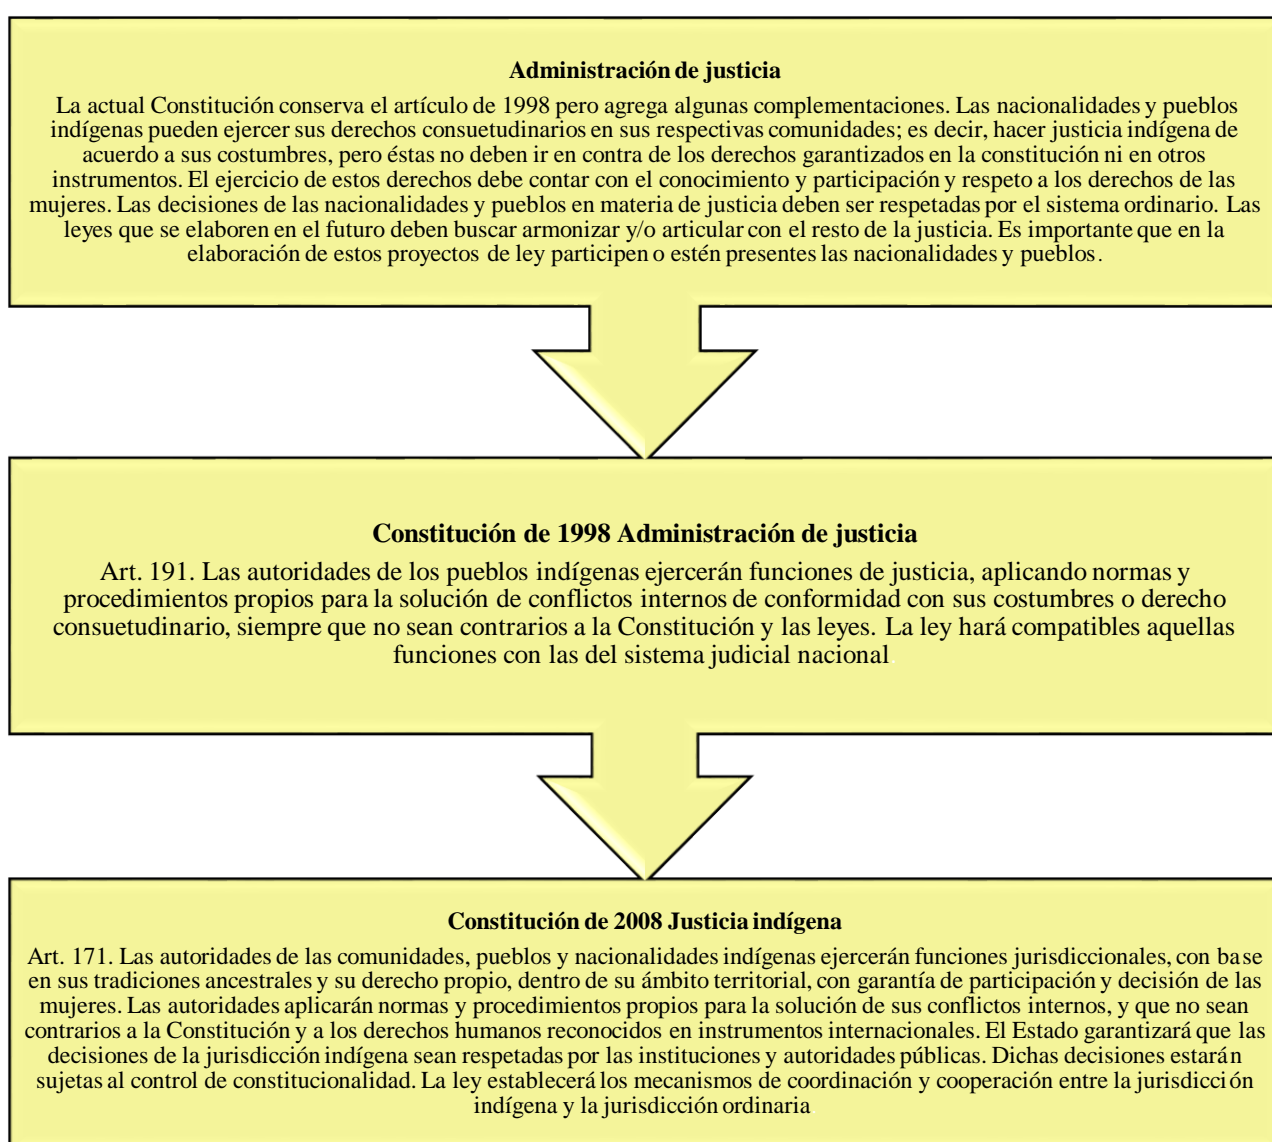 Administración de justicia
La actual Constitución conserva el artículo de 1998 pero agrega algunas complementaciones. Las nacionalidades y pueblos
indígenas pueden ejercer sus derechos consuetudinarios en sus respectivas comunidades; es decir, hacer justicia indígena de
acuerdo a sus costumbres, pero éstas no deben ir en contra de los derechos garantizados en la constitución ni en otros
instrumentos. El ejercicio de estos derechos debe contar con el conocimiento y participación y respeto a los derechos de las
mujeres. Las decisiones de las nacionalidades y pueblos en materia de justicia deben ser respetadas por el sistema ordinario. Las
leyes que se elaboren en el futuro deben buscar armonizar y/o articular con el resto de la justicia. Es importante que en la
elaboración de estos proyectos de ley participen o estén presentes las nacionalidades y pueblos.
Constitución de 1998 Administración de justicia
Art. 191. Las autoridades de los pueblos indígenas ejercerán funciones de justicia, aplicando normas y
procedimientos propios para la solución de conflictos internos de conformidad con sus costumbres o derecho
consuetudinario, siempre que no sean contrarios a la Constitución y las leyes. La ley hará compatibles aquellas
funciones con las del sistema judicial nacional.
Constitución de 2008 Justicia indígena
Art. 171. Las autoridades de las comunidades, pueblos y nacionalidades indígenas ejercerán funciones jurisdiccionales, con base
en sus tradiciones ancestrales y su derecho propio, dentro de su ámbito territorial, con garantía de participación y decisión de las
mujeres. Las autoridades aplicarán normas y procedimientos propios para la solución de sus conflictos internos, y que no sean
contrarios a la Constitución y a los derechos humanos reconocidos en instrumentos internacionales. El Estado garantizará que las
decisiones de la jurisdicción indígena sean respetadas por las instituciones y autoridades públicas. Dichas decisiones estarán
sujetas al control de constitucionalidad. La ley establecerá los mecanismos de coordinación y cooperación entre la jurisdicción
indígena y la jurisdicción ordinaria.